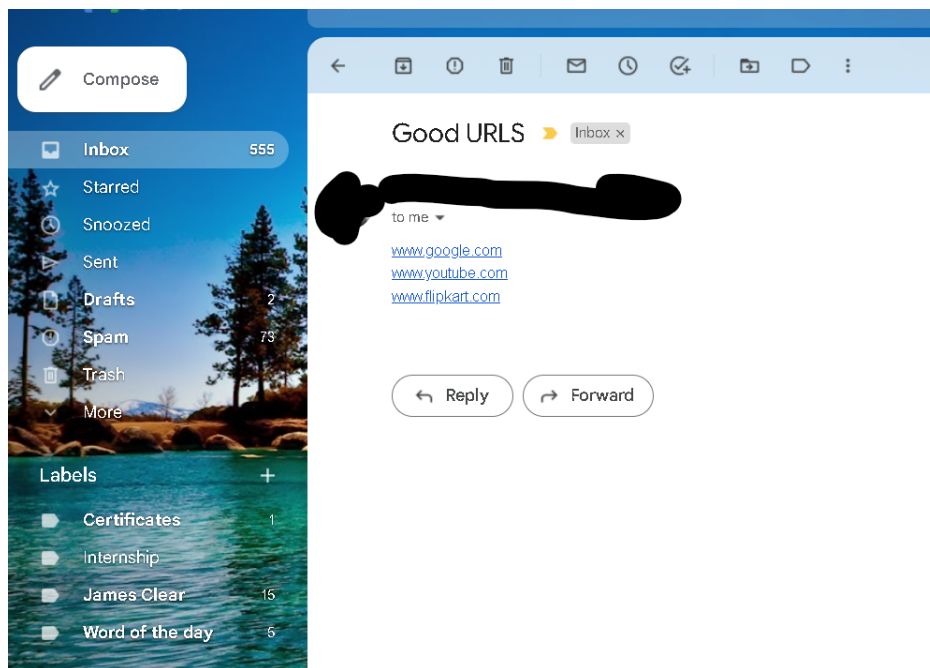 Compose
Inbox 555
Starred
Snoozed
Sent
Drafts 2
Spam 73
Trash
More
Labels +
Certificates 1
Internship
James Clear 15
Word of the day 5
Good URLS Inbox ×
to me
www.google.com
www.youtube.com
www.flipkart.com
Reply Forward